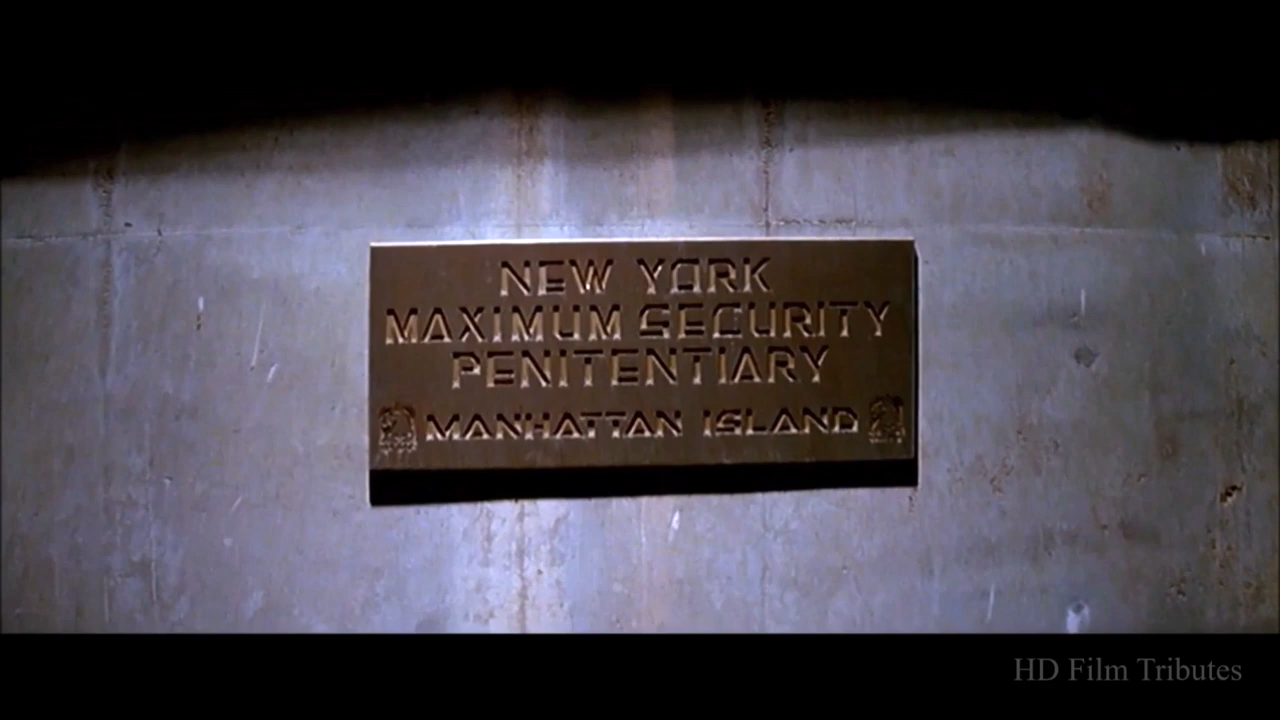 NEW YORK
MAXIMUM SECURITY
PENITENTIARY
MANHATTAN ISLAND
HD Film Tributes